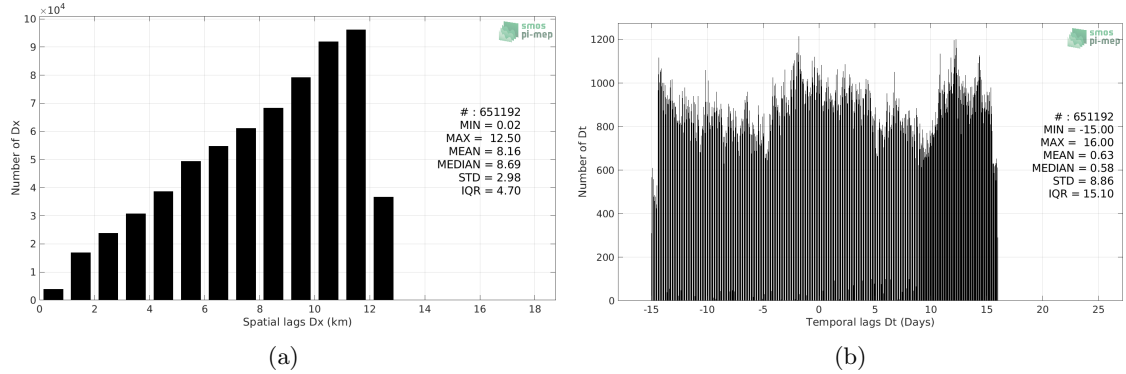 ×10⁴
10
9
8
7
6
5
4
3
2
1
0
Number of Dx
0 2 4 6 8 10 12 14 16 18
Spatial lags Dx (km)
smos
pi-mep
# : 651192
MIN = 0.02
MAX = 12.50
MEAN = 8.16
MEDIAN = 8.69
STD = 2.98
IQR = 4.70
(a)
1200
1000
800
600
400
200
0
Number of Dt
-15 -10 -5 0 5 10 15 20 25
Temporal lags Dt (Days)
smos
pi-mep
# : 651192
MIN = -15.00
MAX = 16.00
MEAN = 0.63
MEDIAN = 0.58
STD = 8.86
IQR = 15.10
(b)